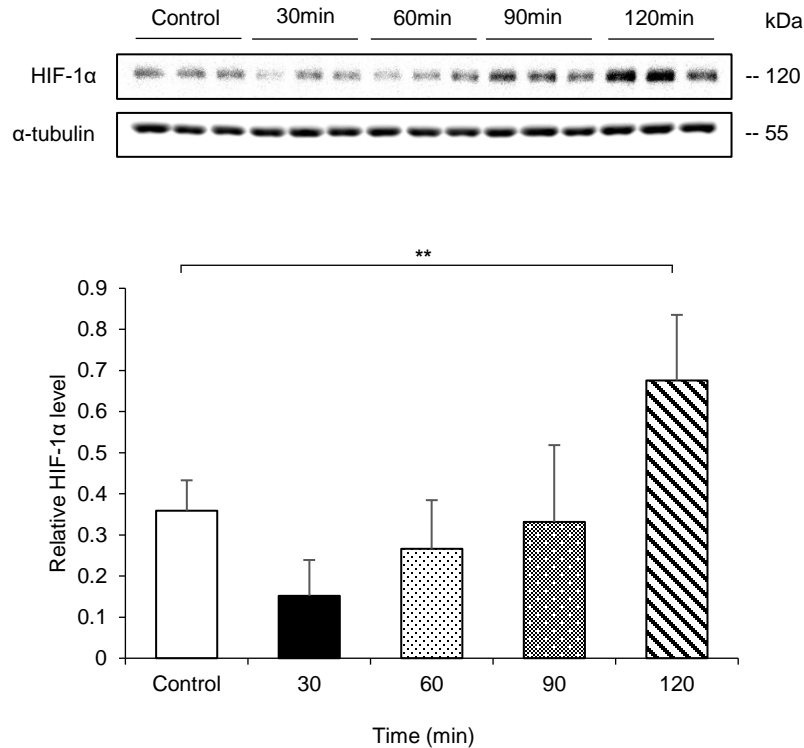 Control 30min 60min 90min 120min kDa
HIF-1α -- 120
α-tubulin -- 55
**
Relative HIF-1α level
0.9
0.8
0.7
0.6
0.5
0.4
0.3
0.2
0.1
0
Control 30 60 90 120
Time (min)